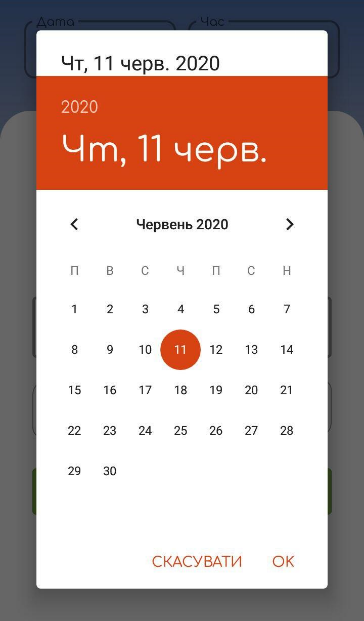 Дата Час
Чт, 11 черв. 2020
2020
Чт, 11 черв.
Червень 2020
П В С Ч П С Н
1 2 3 4 5 6 7
8 9 10 11 12 13 14
15 16 17 18 19 20 21
22 23 24 25 26 27 28
29 30
СКАСУВАТИ OK